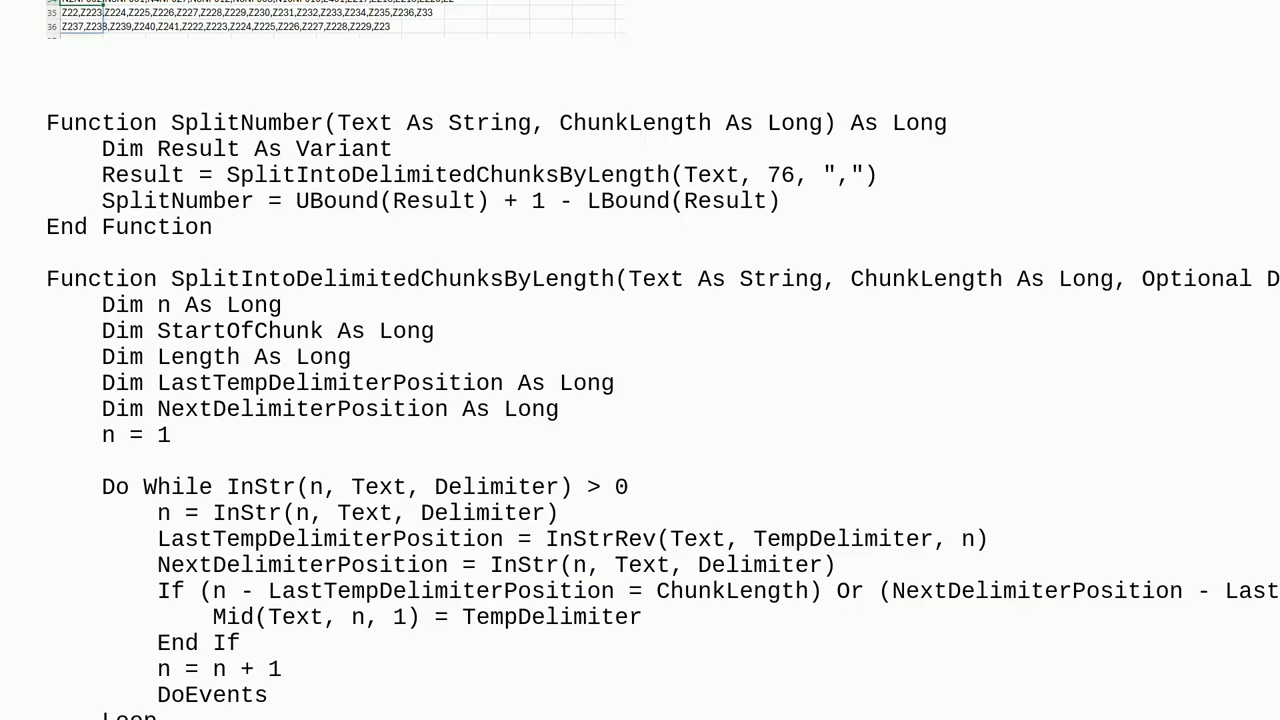 35 Z22,Z223,Z224,Z225,Z226,Z227,Z228,Z229,Z230,Z231,Z232,Z233,Z234,Z235,Z236,Z33
36 Z237,Z238,Z239,Z240,Z241,Z222,Z223,Z224,Z225,Z226,Z227,Z228,Z229,Z23
Function SplitNumber(Text As String, ChunkLength As Long) As Long
Dim Result As Variant
Result = SplitIntoDelimitedChunksByLength(Text, 76, ",")
SplitNumber = UBound(Result) + 1 - LBound(Result)
End Function
Function SplitIntoDelimitedChunksByLength(Text As String, ChunkLength As Long, Optional D
Dim n As Long
Dim StartOfChunk As Long
Dim Length As Long
Dim LastTempDelimiterPosition As Long
Dim NextDelimiterPosition As Long
n = 1
Do While InStr(n, Text, Delimiter) > 0
n = InStr(n, Text, Delimiter)
LastTempDelimiterPosition = InStrRev(Text, TempDelimiter, n)
NextDelimiterPosition = InStr(n, Text, Delimiter)
If (n - LastTempDelimiterPosition = ChunkLength) Or (NextDelimiterPosition - Last
Mid(Text, n, 1) = TempDelimiter
End If
n = n + 1
DoEvents
Loop